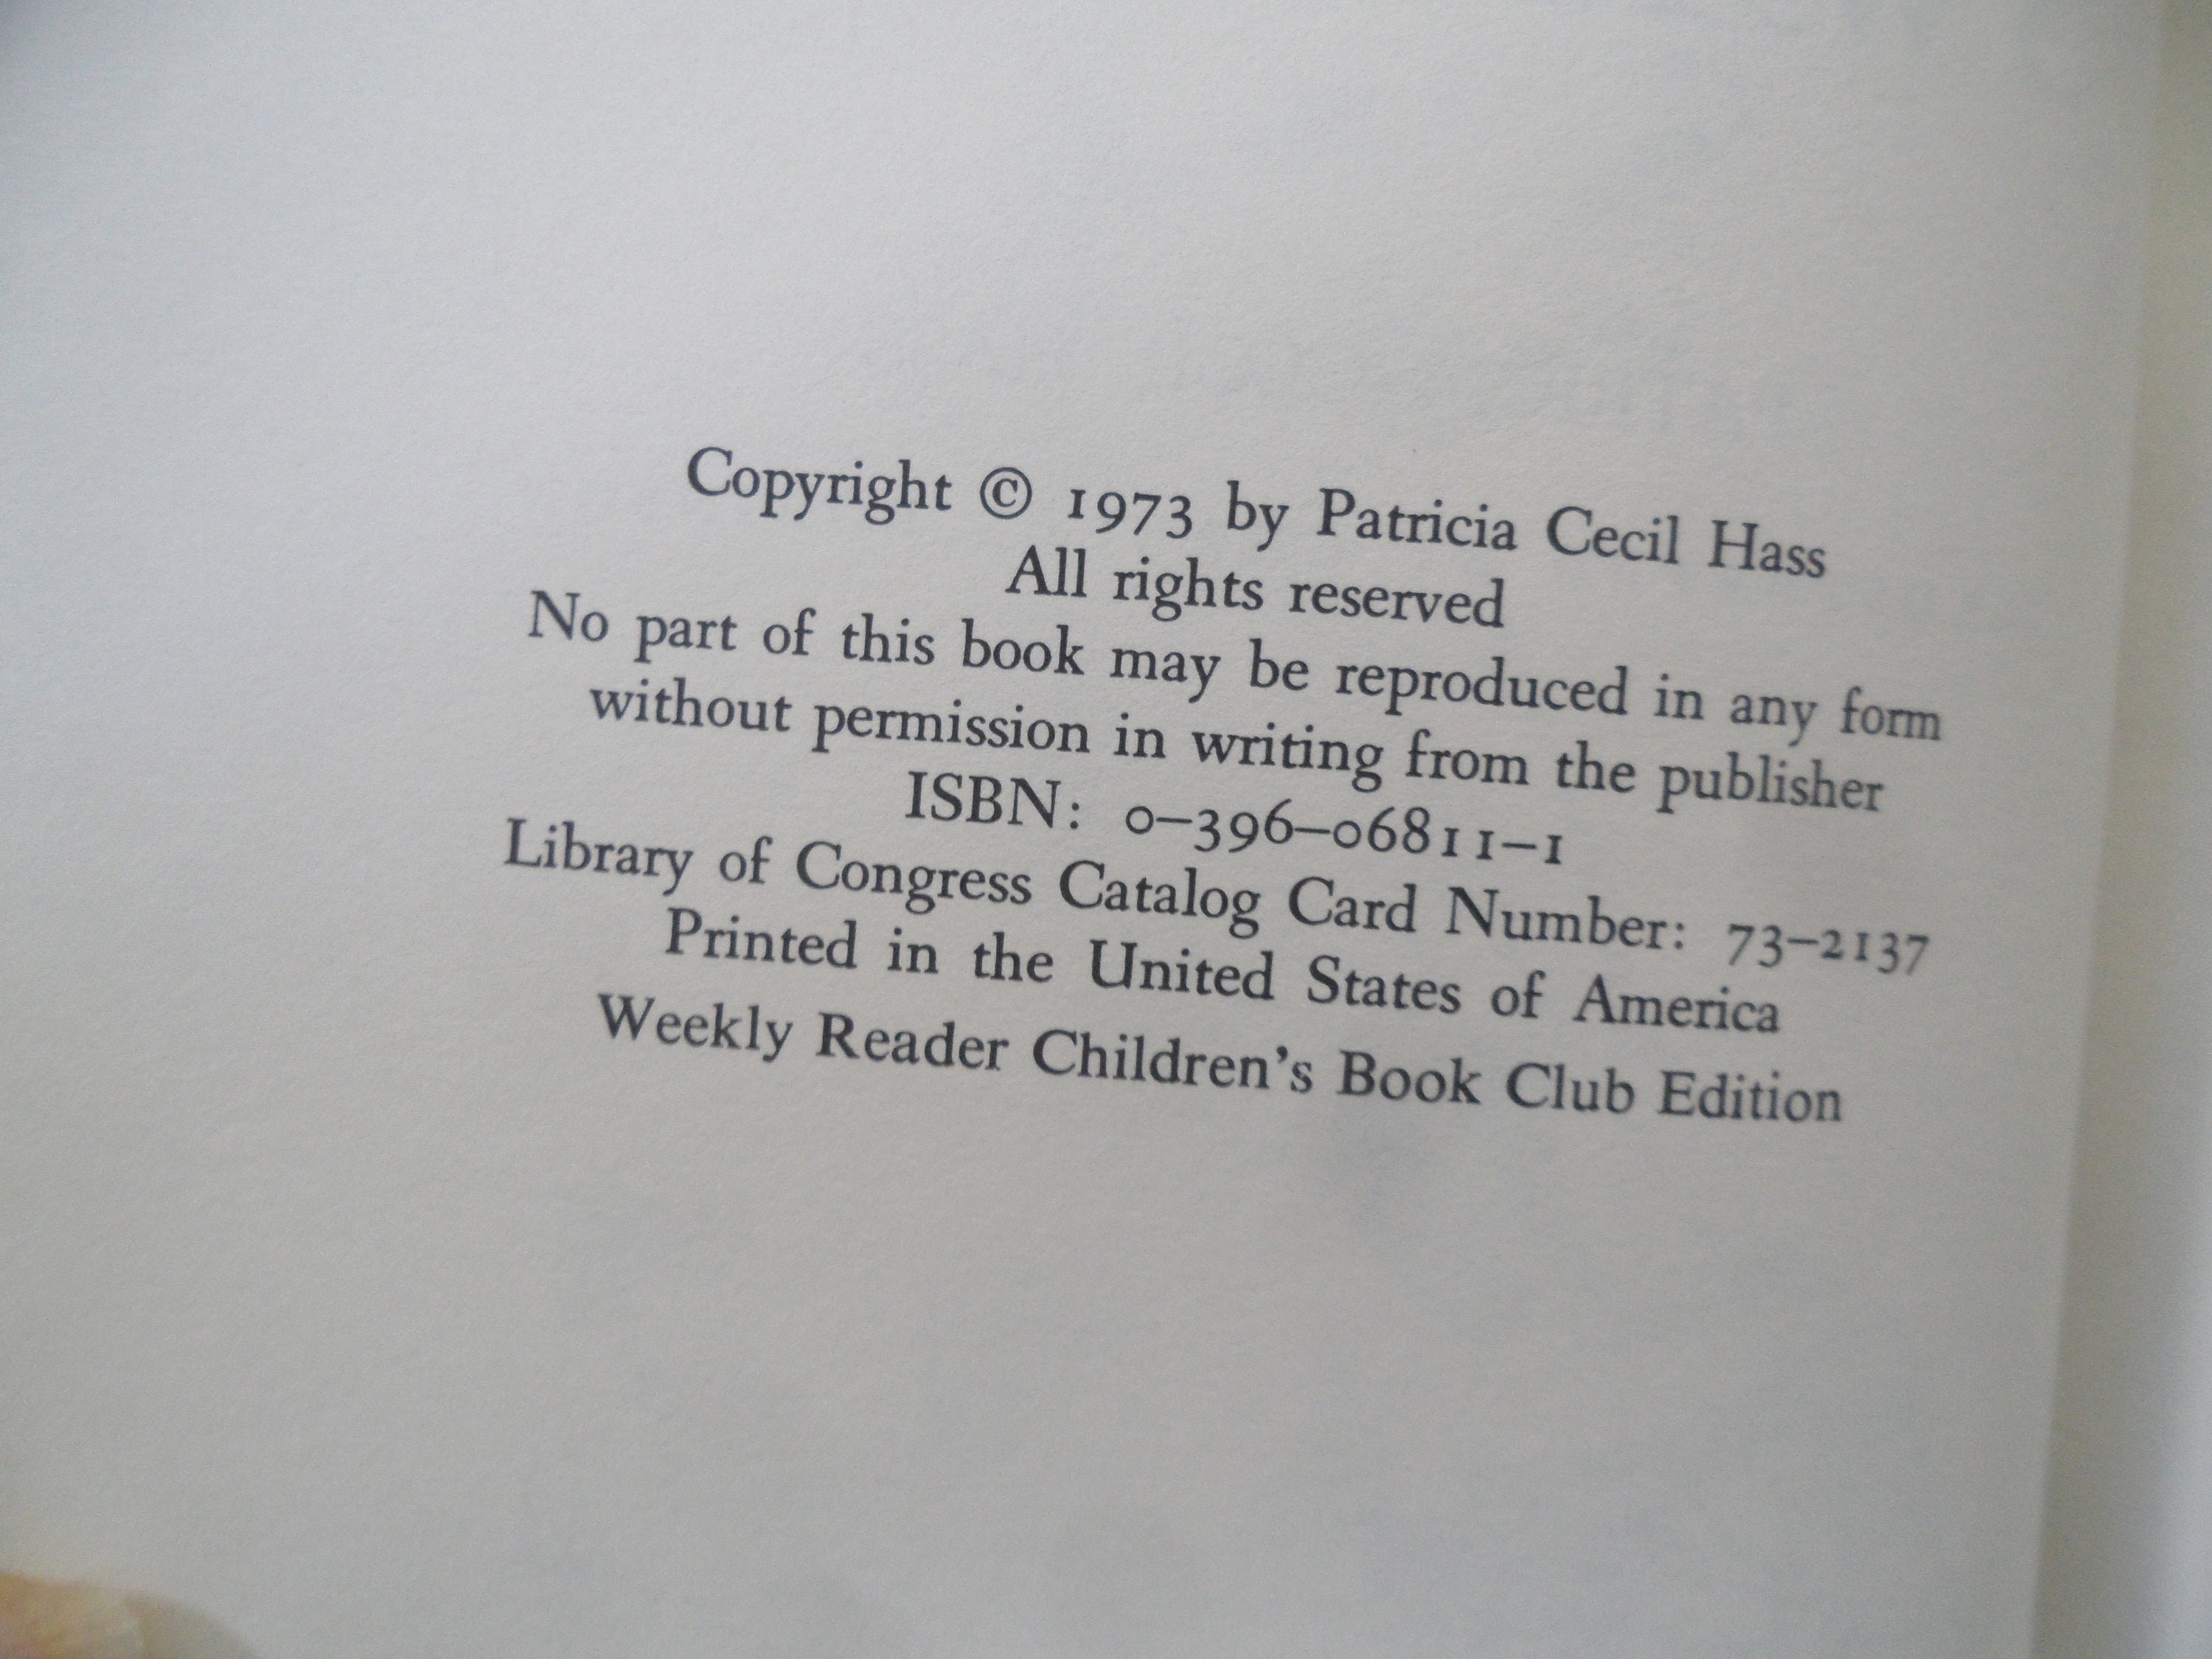 Copyright © 1973 by Patricia Cecil Hass
All rights reserved
No part of this book may be reproduced in any form
without permission in writing from the publisher
ISBN: 0–396–06811–1
Library of Congress Catalog Card Number: 73–2137
Printed in the United States of America
Weekly Reader Children's Book Club Edition